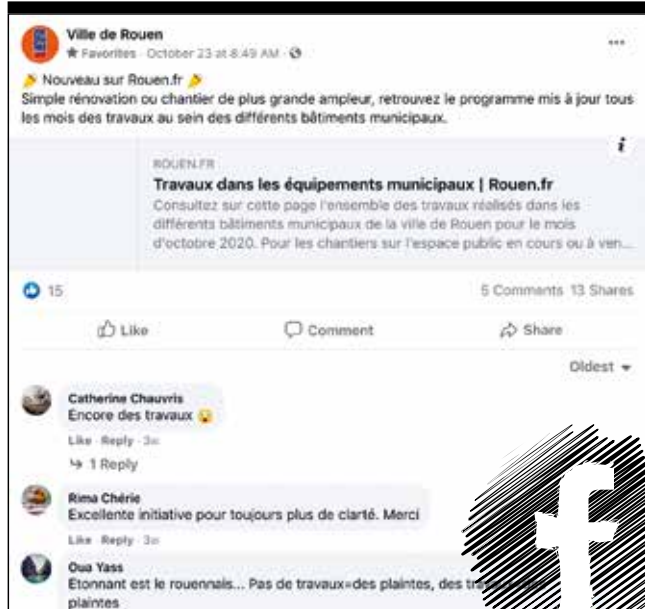 Ville de Rouen
Favorites · October 23 at 8:49 AM ·
Nouveau sur Rouen.fr
Simple rénovation ou chantier de plus grande ampleur, retrouvez le programme mis à jour tous
les mois des travaux au sein des différents bâtiments municipaux.
ROUEN.FR
Travaux dans les équipements municipaux | Rouen.fr
Consultez sur cette page l'ensemble des travaux réalisés dans les
différents bâtiments municipaux de la ville de Rouen pour le mois
d'octobre 2020. Pour les chantiers sur l'espace public en cours ou à ven...
i
15
5 Comments 13 Shares
Like Comment Share
Oldest
Catherine Chauvris
Encore des travaux
Like · Reply · 3w
1 Reply
Rima Chérie
Excellente initiative pour toujours plus de clarté. Merci
Like · Reply · 3w
Oua Yass
Etonnant est le rouennais... Pas de travaux=des plaintes, des
plaintes
f